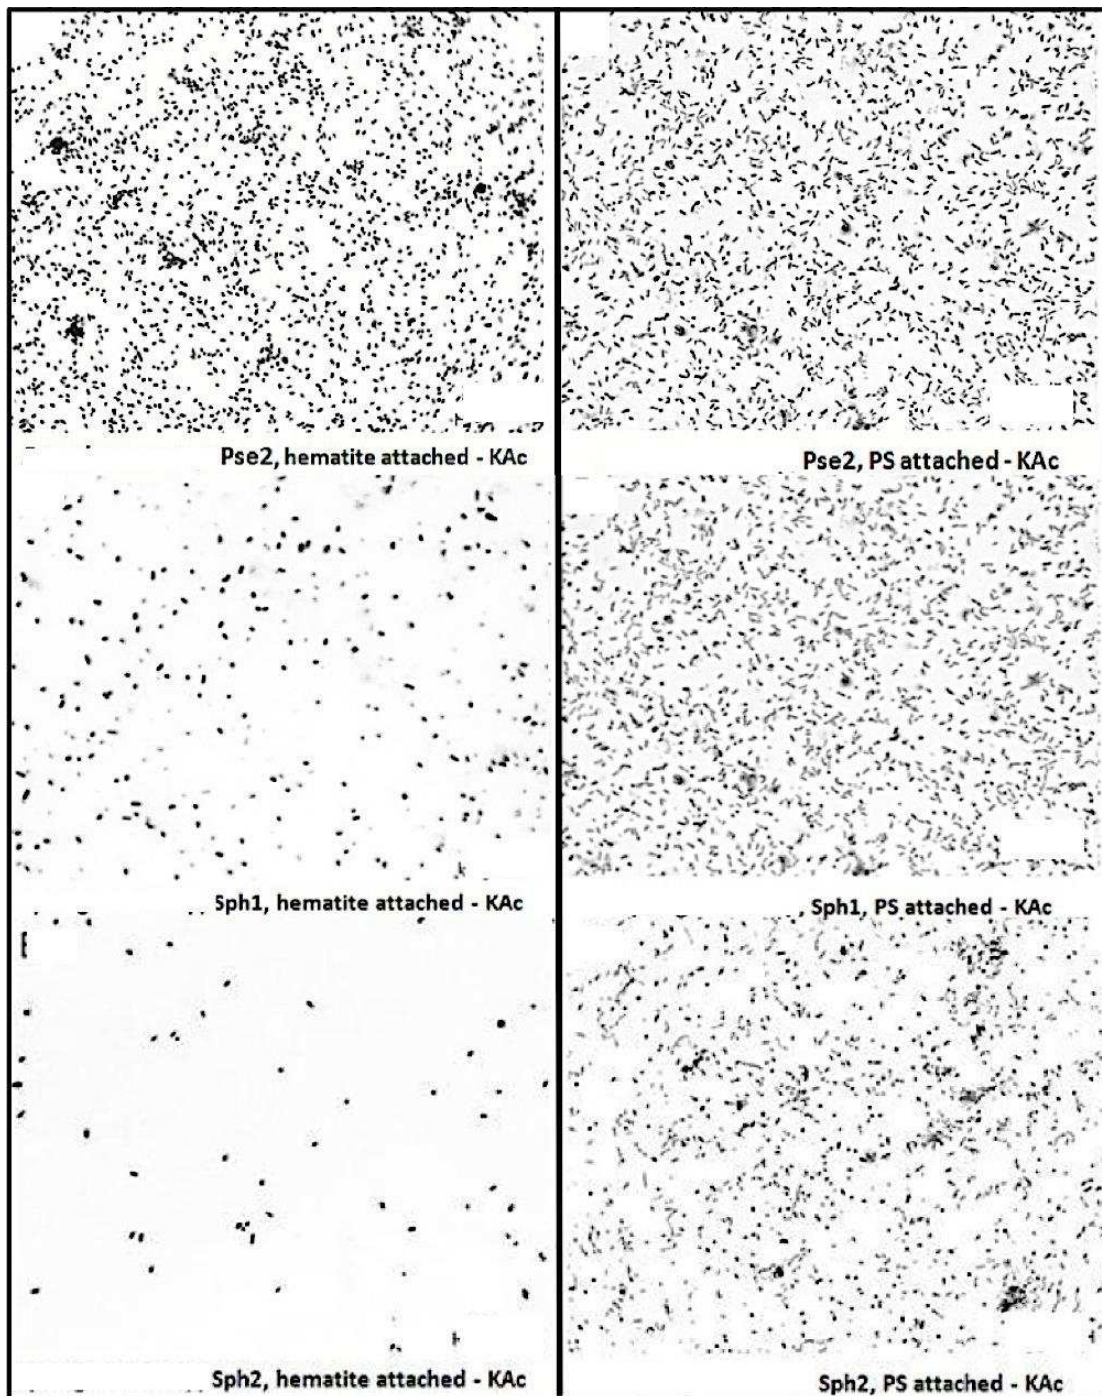 Pse2, hematite attached - KAc
Pse2, PS attached - KAc
Sph1, hematite attached - KAc
Sph1, PS attached - KAc
Sph2, hematite attached - KAc
Sph2, PS attached - KAc